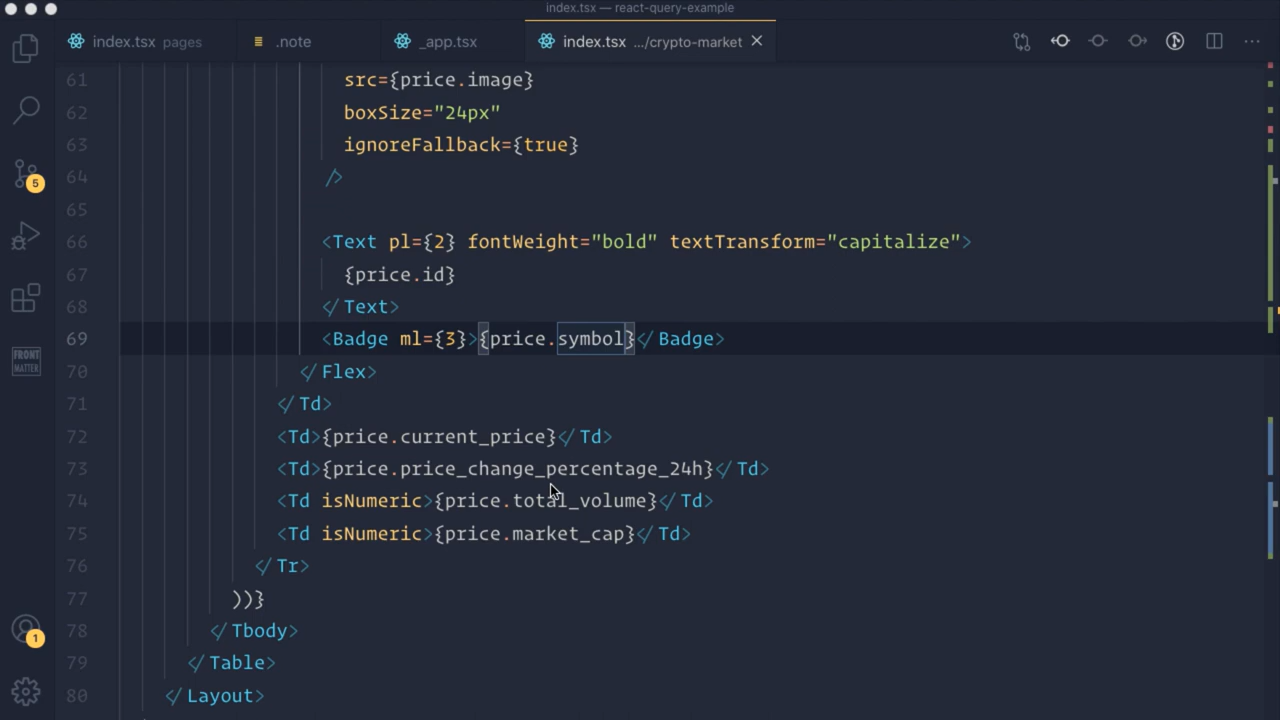 index.tsx — react-query-example
index.tsx pages .note _app.tsx index.tsx .../crypto-market
61 src={price.image}
62 boxSize="24px"
63 ignoreFallback={true}
64 />
65
66 <Text pl={2} fontWeight="bold" textTransform="capitalize">
67 {price.id}
68 </Text>
69 <Badge ml={3}>{price.symbol}</Badge>
70 </Flex>
71 </Td>
72 <Td>{price.current_price}</Td>
73 <Td>{price.price_change_percentage_24h}</Td>
74 <Td isNumeric>{price.total_volume}</Td>
75 <Td isNumeric>{price.market_cap}</Td>
76 </Tr>
77 ))}
78 </Tbody>
79 </Table>
80 </Layout>
5
FRONT
MATTER
1